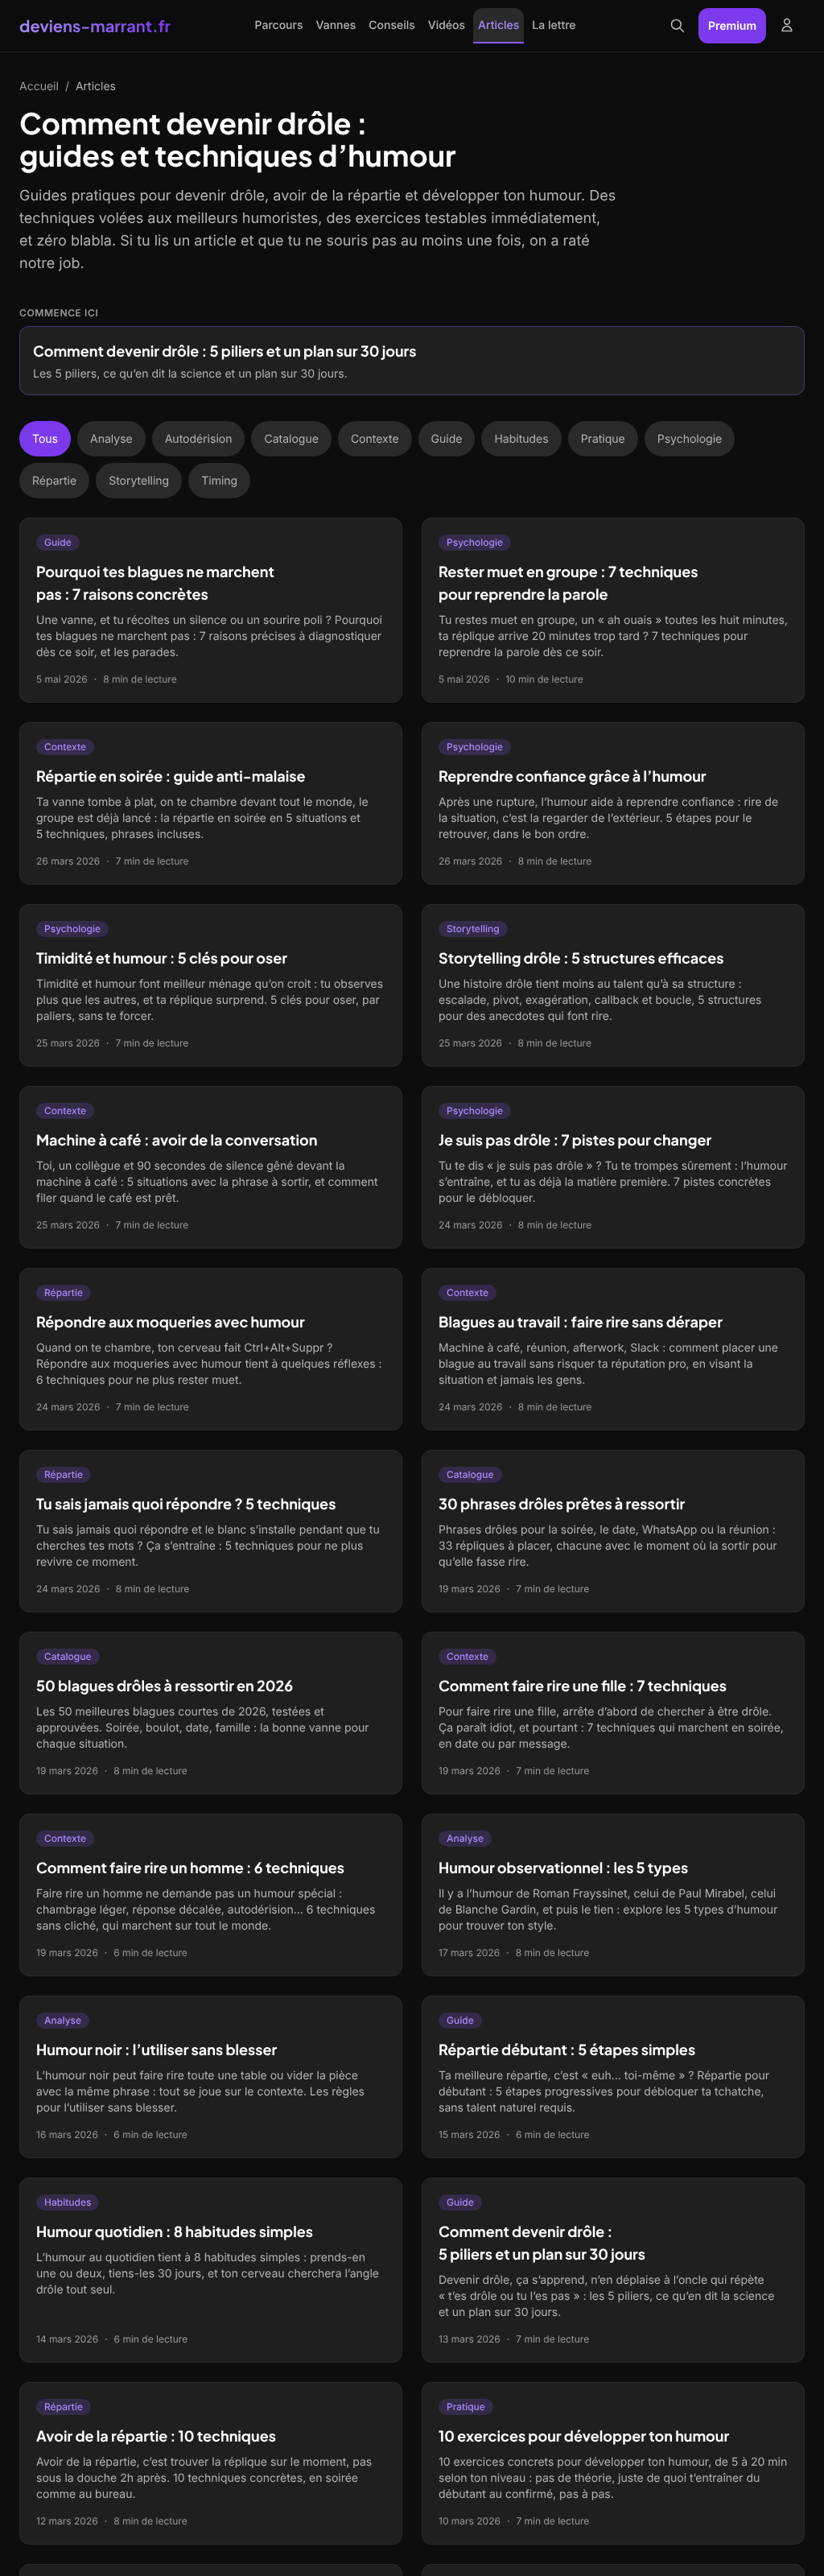 deviens-marrant.fr
Parcours
Vannes
Conseils
Vidéos
Articles
La lettre
Premium
Accueil / Articles
Comment devenir drôle :
guides et techniques d’humour
Guides pratiques pour devenir drôle, avoir de la répartie et développer ton humour. Des
techniques volées aux meilleurs humoristes, des exercices testables immédiatement,
et zéro blabla. Si tu lis un article et que tu ne souris pas au moins une fois, on a raté
notre job.
COMMENCE ICI
Comment devenir drôle : 5 piliers et un plan sur 30 jours
Les 5 piliers, ce qu’en dit la science et un plan sur 30 jours.
Tous
Analyse
Autodérision
Catalogue
Contexte
Guide
Habitudes
Pratique
Psychologie
Répartie
Storytelling
Timing
Guide
Pourquoi tes blagues ne marchent
pas : 7 raisons concrètes
Une vanne, et tu récoltes un silence ou un sourire poli ? Pourquoi
tes blagues ne marchent pas : 7 raisons précises à diagnostiquer
dès ce soir, et les parades.
5 mai 2026 · 8 min de lecture
Psychologie
Rester muet en groupe : 7 techniques
pour reprendre la parole
Tu restes muet en groupe, un « ah ouais » toutes les huit minutes,
ta réplique arrive 20 minutes trop tard ? 7 techniques pour
reprendre la parole dès ce soir.
5 mai 2026 · 10 min de lecture
Contexte
Répartie en soirée : guide anti-malaise
Ta vanne tombe à plat, on te chambre devant tout le monde, le
groupe est déjà lancé : la répartie en soirée en 5 situations et
5 techniques, phrases incluses.
26 mars 2026 · 7 min de lecture
Psychologie
Reprendre confiance grâce à l’humour
Après une rupture, l’humour aide à reprendre confiance : rire de
la situation, c’est la regarder de l’extérieur. 5 étapes pour le
retrouver, dans le bon ordre.
26 mars 2026 · 8 min de lecture
Psychologie
Timidité et humour : 5 clés pour oser
Timidité et humour font meilleur ménage qu’on croit : tu observes
plus que les autres, et ta réplique surprend. 5 clés pour oser, par
paliers, sans te forcer.
25 mars 2026 · 7 min de lecture
Storytelling
Storytelling drôle : 5 structures efficaces
Une histoire drôle tient moins au talent qu’à sa structure :
escalade, pivot, exagération, callback et boucle, 5 structures
pour des anecdotes qui font rire.
25 mars 2026 · 8 min de lecture
Contexte
Machine à café : avoir de la conversation
Toi, un collègue et 90 secondes de silence gêné devant la
machine à café : 5 situations avec la phrase à sortir, et comment
filer quand le café est prêt.
25 mars 2026 · 7 min de lecture
Psychologie
Je suis pas drôle : 7 pistes pour changer
Tu te dis « je suis pas drôle » ? Tu te trompes sûrement : l’humour
s’entraîne, et tu as déjà la matière première. 7 pistes concrètes
pour le débloquer.
24 mars 2026 · 8 min de lecture
Répartie
Répondre aux moqueries avec humour
Quand on te chambre, ton cerveau fait Ctrl+Alt+Suppr ?
Répondre aux moqueries avec humour tient à quelques réflexes :
6 techniques pour ne plus rester muet.
24 mars 2026 · 7 min de lecture
Contexte
Blagues au travail : faire rire sans déraper
Machine à café, réunion, afterwork, Slack : comment placer une
blague au travail sans risquer ta réputation pro, en visant la
situation et jamais les gens.
24 mars 2026 · 8 min de lecture
Répartie
Tu sais jamais quoi répondre ? 5 techniques
Tu sais jamais quoi répondre et le blanc s’installe pendant que tu
cherches tes mots ? Ça s’entraîne : 5 techniques pour ne plus
revivre ce moment.
24 mars 2026 · 8 min de lecture
Catalogue
30 phrases drôles prêtes à ressortir
Phrases drôles pour la soirée, le date, WhatsApp ou la réunion :
33 répliques à placer, chacune avec le moment où la sortir pour
qu’elle fasse rire.
19 mars 2026 · 7 min de lecture
Catalogue
50 blagues drôles à ressortir en 2026
Les 50 meilleures blagues courtes de 2026, testées et
approuvées. Soirée, boulot, date, famille : la bonne vanne pour
chaque situation.
19 mars 2026 · 8 min de lecture
Contexte
Comment faire rire une fille : 7 techniques
Pour faire rire une fille, arrête d’abord de chercher à être drôle.
Ça paraît idiot, et pourtant : 7 techniques qui marchent en soirée,
en date ou par message.
19 mars 2026 · 7 min de lecture
Contexte
Comment faire rire un homme : 6 techniques
Faire rire un homme ne demande pas un humour spécial :
chambrage léger, réponse décalée, autodérision… 6 techniques
sans cliché, qui marchent sur tout le monde.
19 mars 2026 · 6 min de lecture
Analyse
Humour observationnel : les 5 types
Il y a l’humour de Roman Frayssinet, celui de Paul Mirabel, celui
de Blanche Gardin, et puis le tien : explore les 5 types d’humour
pour trouver ton style.
17 mars 2026 · 8 min de lecture
Analyse
Humour noir : l’utiliser sans blesser
L’humour noir peut faire rire toute une table ou vider la pièce
avec la même phrase : tout se joue sur le contexte. Les règles
pour l’utiliser sans blesser.
16 mars 2026 · 6 min de lecture
Guide
Répartie débutant : 5 étapes simples
Ta meilleure répartie, c’est « euh… toi-même » ? Répartie pour
débutant : 5 étapes progressives pour débloquer ta tchatche,
sans talent naturel requis.
15 mars 2026 · 6 min de lecture
Habitudes
Humour quotidien : 8 habitudes simples
L’humour au quotidien tient à 8 habitudes simples : prends-en
une ou deux, tiens-les 30 jours, et ton cerveau cherchera l’angle
drôle tout seul.
14 mars 2026 · 6 min de lecture
Guide
Comment devenir drôle :
5 piliers et un plan sur 30 jours
Devenir drôle, ça s’apprend, n’en déplaise à l’oncle qui répète
« t’es drôle ou tu l’es pas » : les 5 piliers, ce qu’en dit la science
et un plan sur 30 jours.
13 mars 2026 · 7 min de lecture
Répartie
Avoir de la répartie : 10 techniques
Avoir de la répartie, c’est trouver la réplique sur le moment, pas
sous la douche 2h après. 10 techniques concrètes, en soirée
comme au bureau.
12 mars 2026 · 8 min de lecture
Pratique
10 exercices pour développer ton humour
10 exercices concrets pour développer ton humour, de 5 à 20 min
selon ton niveau : pas de théorie, juste de quoi t’entraîner du
débutant au confirmé, pas à pas.
10 mars 2026 · 7 min de lecture